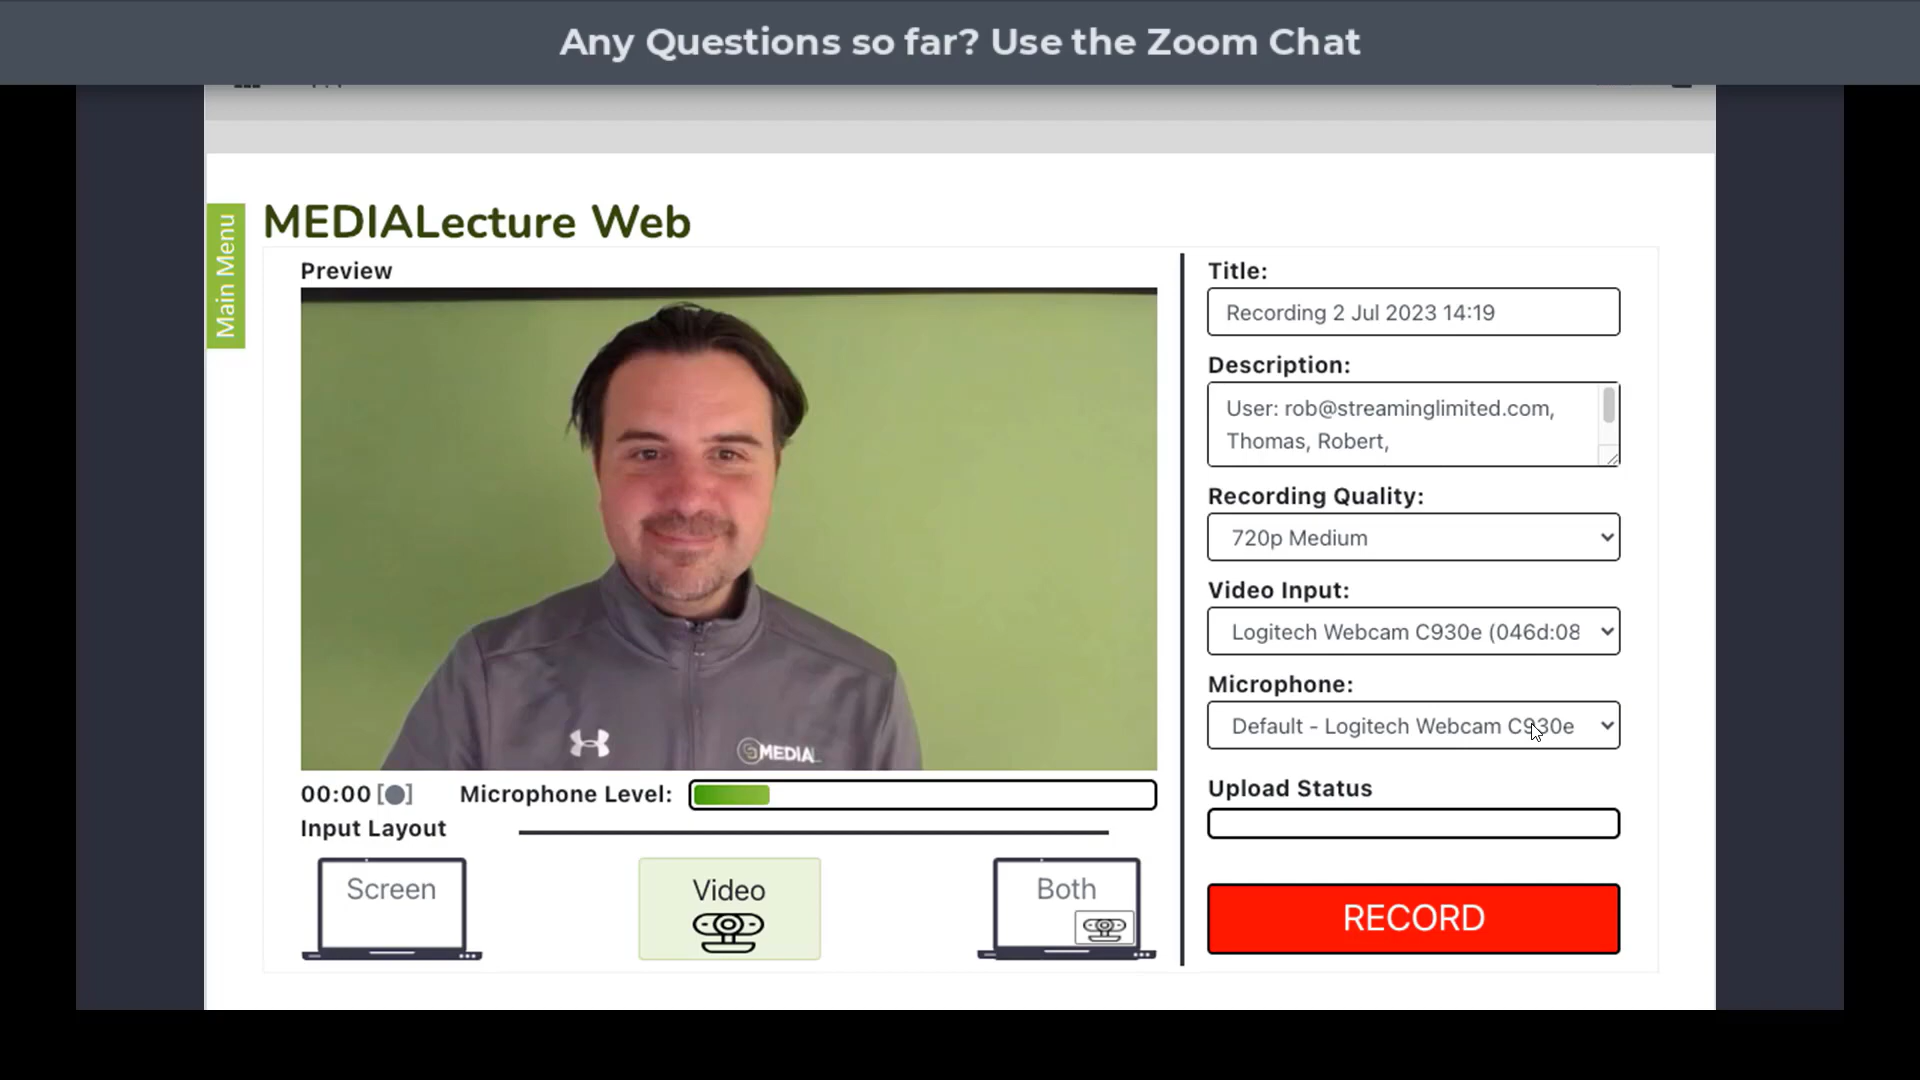 Any Questions so far? Use the Zoom Chat
Main Menu
MEDIALecture Web
Preview
MEDIAL
00:00 [●]
Microphone Level:
Input Layout
Screen
Video
Both
Title:
Recording 2 Jul 2023 14:19
Description:
User: rob@streaminglimited.com,
Thomas, Robert,
Recording Quality:
720p Medium
Video Input:
Logitech Webcam C930e (046d:08
Microphone:
Default - Logitech Webcam C930e
Upload Status
RECORD